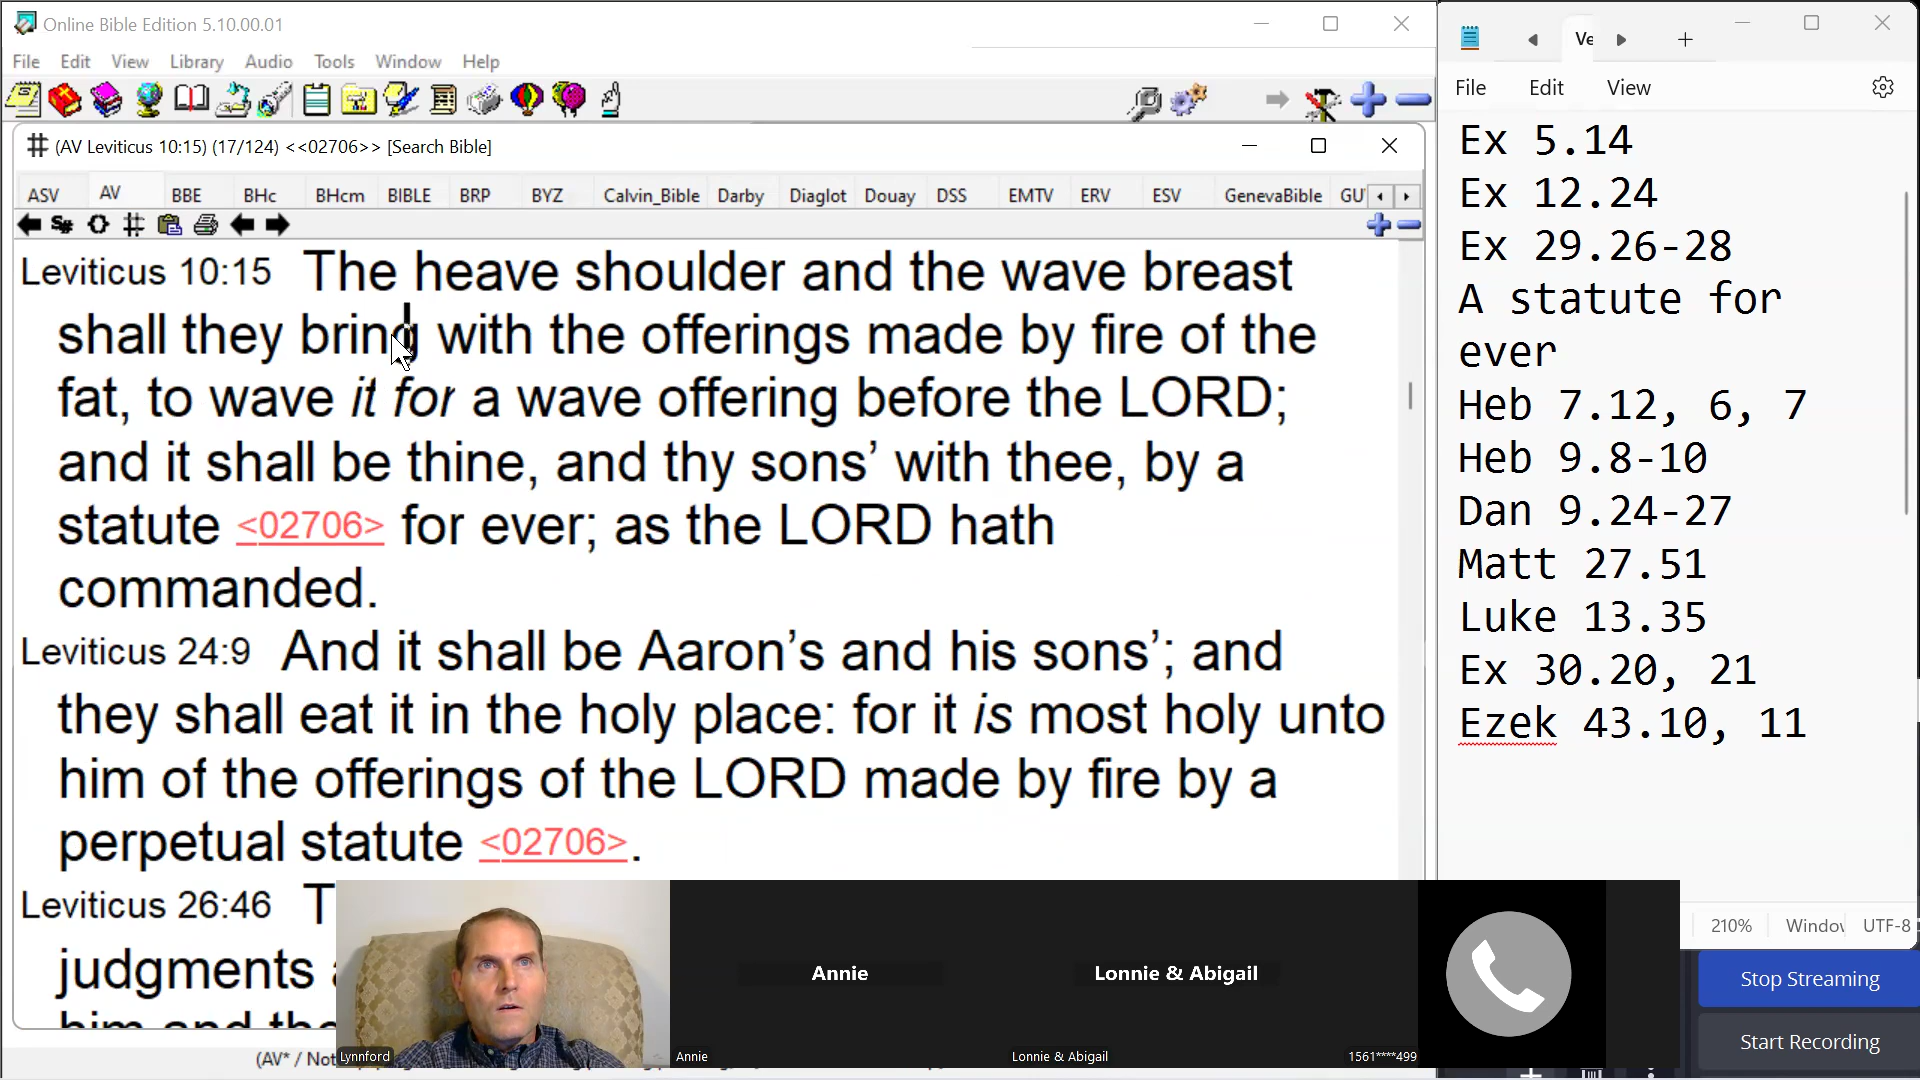 Online Bible Edition 5.10.00.01
File Edit View Library Audio Tools Window Help
(AV Leviticus 10:15) (17/124) <<02706>> [Search Bible]
ASV AV BBE BHc BHcm BIBLE BRP BYZ Calvin_Bible Darby Diaglot Douay DSS EMTV ERV ESV GenevaBible GU
Leviticus 10:15 The heave shoulder and the wave breast
shall they bring with the offerings made by fire of the
fat, to wave it for a wave offering before the LORD;
and it shall be thine, and thy sons’ with thee, by a
statute <02706> for ever; as the LORD hath
commanded.
Leviticus 24:9 And it shall be Aaron’s and his sons’; and
they shall eat it in the holy place: for it is most holy unto
him of the offerings of the LORD made by fire by a
perpetual statute <02706>.
Leviticus 26:46 T
judgments
him and the
(AV* / Not
Ve
File Edit View
Ex 5.14
Ex 12.24
Ex 29.26-28
A statute for
ever
Heb 7.12, 6, 7
Heb 9.8-10
Dan 9.24-27
Matt 27.51
Luke 13.35
Ex 30.20, 21
Ezek 43.10, 11
210% Window UTF-8
Stop Streaming
Start Recording
Annie
Lonnie & Abigail
Lynnford
Annie
Lonnie & Abigail
1561****499